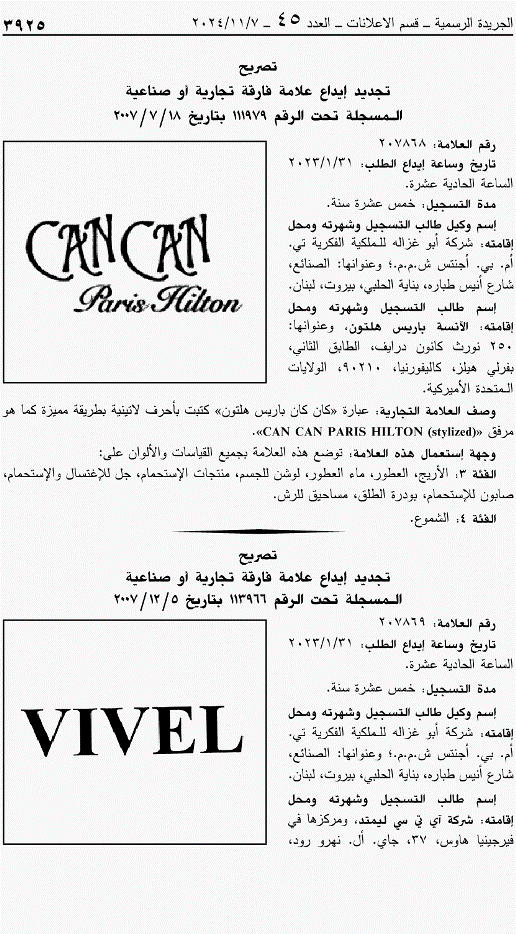 الجريدة الرسمية ــ قسم الاعلانات ــ العدد ٤٥ ــ ٢٠٢٤/١١/٧
٣٩٢٥
تصريح
تجديد إيداع علامة فارقة تجارية أو صناعية
الـمسجلة تحت الرقم ١١١٩٧٩ بتاريخ ٢٠٠٧/٧/١٨
رقم العلامة: ٢٠٧٨٦٨
تاريخ وساعة إيداع الطلب: ٢٠٢٣/١/٣١
الساعة الحادية عشرة.
مدة التسجيل: خمس عشرة سنة.
إسم وكيل طالب التسجيل وشهرته ومحل
إقامته: شركة أبو غزاله للـملكية الفكرية تي.
أم. بي. أجنتس ش.م.م.؛ وعنوانها: الصنائع،
شارع أنيس طباره، بناية الحلبي، بيروت، لبنان.
إسم طالب التسجيل وشهرته ومحل
إقامته: الآنسة باريس هلتون، وعنوانها:
٢٥٠ نورث كانون درايف، الطابق الثاني،
بفرلي هيلز، كاليفورنيا، ٩٠٢١٠، الولايات
الـمتحدة الأميركية.
CAN CAN
Paris Hilton
وصف العلامة التجارية: عبارة «كان كان باريس هلتون» كتبت بأحرف لاتينية بطريقة مميزة كما هو
مرفق «CAN CAN PARIS HILTON (stylized)».
وجهة إستعمال هذه العلامة: توضع هذه العلامة بجميع القياسات والألوان على:
الفئة ٣: الأريج، العطور، ماء العطور، لوشن للجسم، منتجات الإستحمام، جل للإغتسال والإستحمام،
صابون للإستحمام، بودرة الطلق، مساحيق للرش.
الفئة ٤: الشموع.
تصريح
تجديد إيداع علامة فارقة تجارية أو صناعية
الـمسجلة تحت الرقم ١١٣٩٦٦ بتاريخ ٢٠٠٧/١٢/٥
رقم العلامة: ٢٠٧٨٦٩
تاريخ وساعة إيداع الطلب: ٢٠٢٣/١/٣١
الساعة الحادية عشرة.
مدة التسجيل: خمس عشرة سنة.
إسم وكيل طالب التسجيل وشهرته ومحل
إقامته: شركة أبو غزاله للـملكية الفكرية تي.
أم. بي. أجنتس ش.م.م.؛ وعنوانها: الصنائع،
شارع أنيس طباره، بناية الحلبي، بيروت، لبنان.
إسم طالب التسجيل وشهرته ومحل
إقامته: شركة آي تي سي ليمتد، ومركزها في
فيرجينيا هاوس، ٣٧، جاي. أل. نهرو رود،
VIVEL